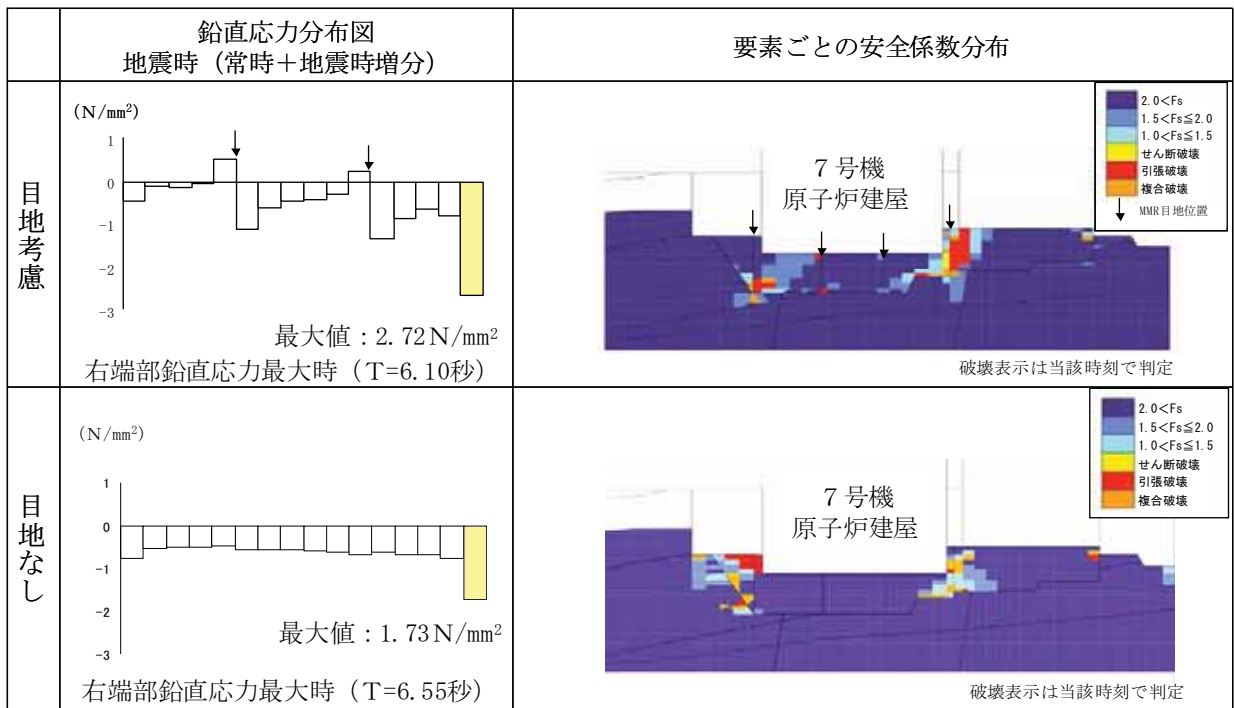 鉛直応力分布図
地震時（常時＋地震時増分）
要素ごとの安全係数分布
目地考慮
(N/mm²)
1
0
-1
-2
-3
最大値：2.72N/mm²
右端部鉛直応力最大時（T=6.10秒）
7号機
原子炉建屋
2.0<Fs
1.5<Fs≦2.0
1.0<Fs≦1.5
せん断破壊
引張破壊
複合破壊
MMR目地位置
破壊表示は当該時刻で判定
目地なし
(N/mm²)
1
0
-1
-2
-3
最大値：1.73N/mm²
右端部鉛直応力最大時（T=6.55秒）
7号機
原子炉建屋
2.0<Fs
1.5<Fs≦2.0
1.0<Fs≦1.5
せん断破壊
引張破壊
複合破壊
破壊表示は当該時刻で判定